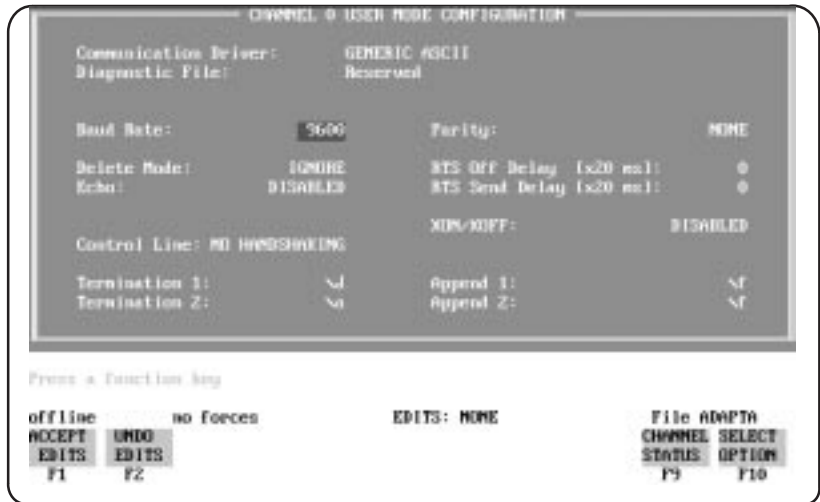 CHANNEL 0 USER MODE CONFIGURATION
Communication Driver: GENERIC ASCII
Diagnostic File: Reserved
Baud Rate: 9600 Parity: NONE
Delete Mode: IGNORE RTS Off Delay [x20 ms]: 0
Echo: DISABLED RTS Send Delay [x20 ms]: 0
XON/XOFF: DISABLED
Control Line: NO HANDSHAKING
Termination 1: Append 1:
Termination 2: Append 2:
Press a function key
offline no forces EDITS: NONE File ADAPTA
ACCEPT UNDO CHANNEL SELECT
EDITS EDITS STATUS OPTION
F1 F2 F9 F10